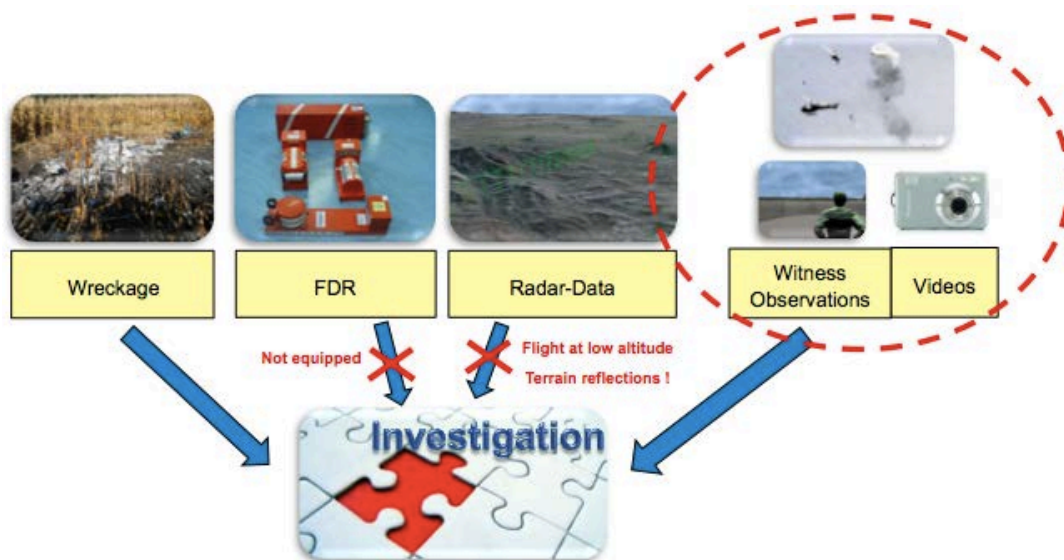 Wreckage
FDR
Radar-Data
Witness
Observations
Videos
Not equipped
Flight at low altitude
Terrain reflections !
Investigation